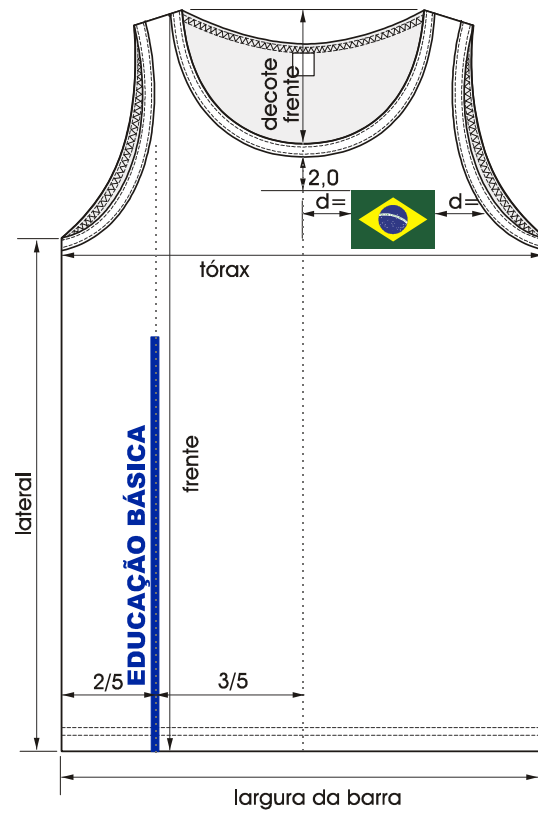 decote
frente
2,0
d=
d=
tórax
EDUCAÇÃO BÁSICA
frente
lateral
2/5
3/5
largura da barra